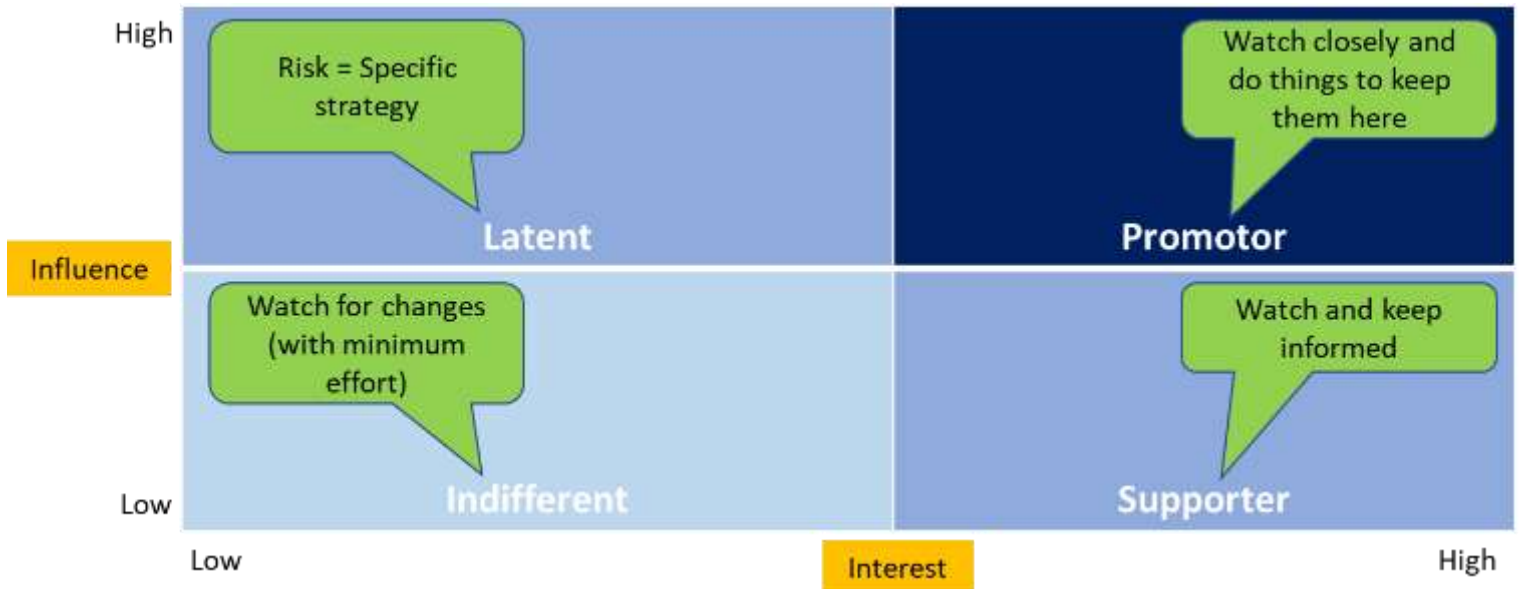 High
Risk = Specific
strategy
Watch closely and
do things to keep
them here
Latent
Promotor
Influence
Watch for changes
(with minimum
effort)
Watch and keep
informed
Low
Indifferent
Supporter
Low
Interest
High